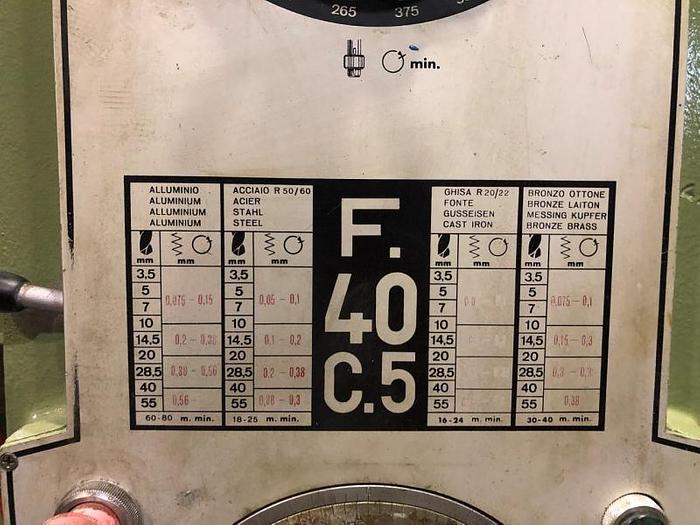 265 375
min.
ALLUMINIO
ALUMINIUM
ALLUMINIUM
ALUMINIUM
mm mm
3,5
5
7
10
14,5
20
28,5
40
55
0,075 - 0,15
0.2 -
0.38 - 0,56
0,56 -
60-80 m. min.
ACCIAIO R 50/60
ACIER
STAHL
STEEL
mm mm
3,5
5
7
10
14,5
20
28,5
40
55
0,05 - 0,1
0,1 - 0,2
0.2 - 0,38
0,38 - 0,3
18-25 m. min.
F.
40
C.5
GHISA R 20/22
FONTE
GUSSEISEN
CAST IRON
mm mm
3,5
5
7
10
14,5
20
28,5
40
55
16-24 m. min.
BRONZO OTTONE
BRONZE LAITON
MESSING KUPFER
BRONZE BRASS
mm mm
3,5
5
7
10
14,5
20
28,5
40
55
0,075 - 0,1
0,15 - 0,3
0,38
30-40 m. min.